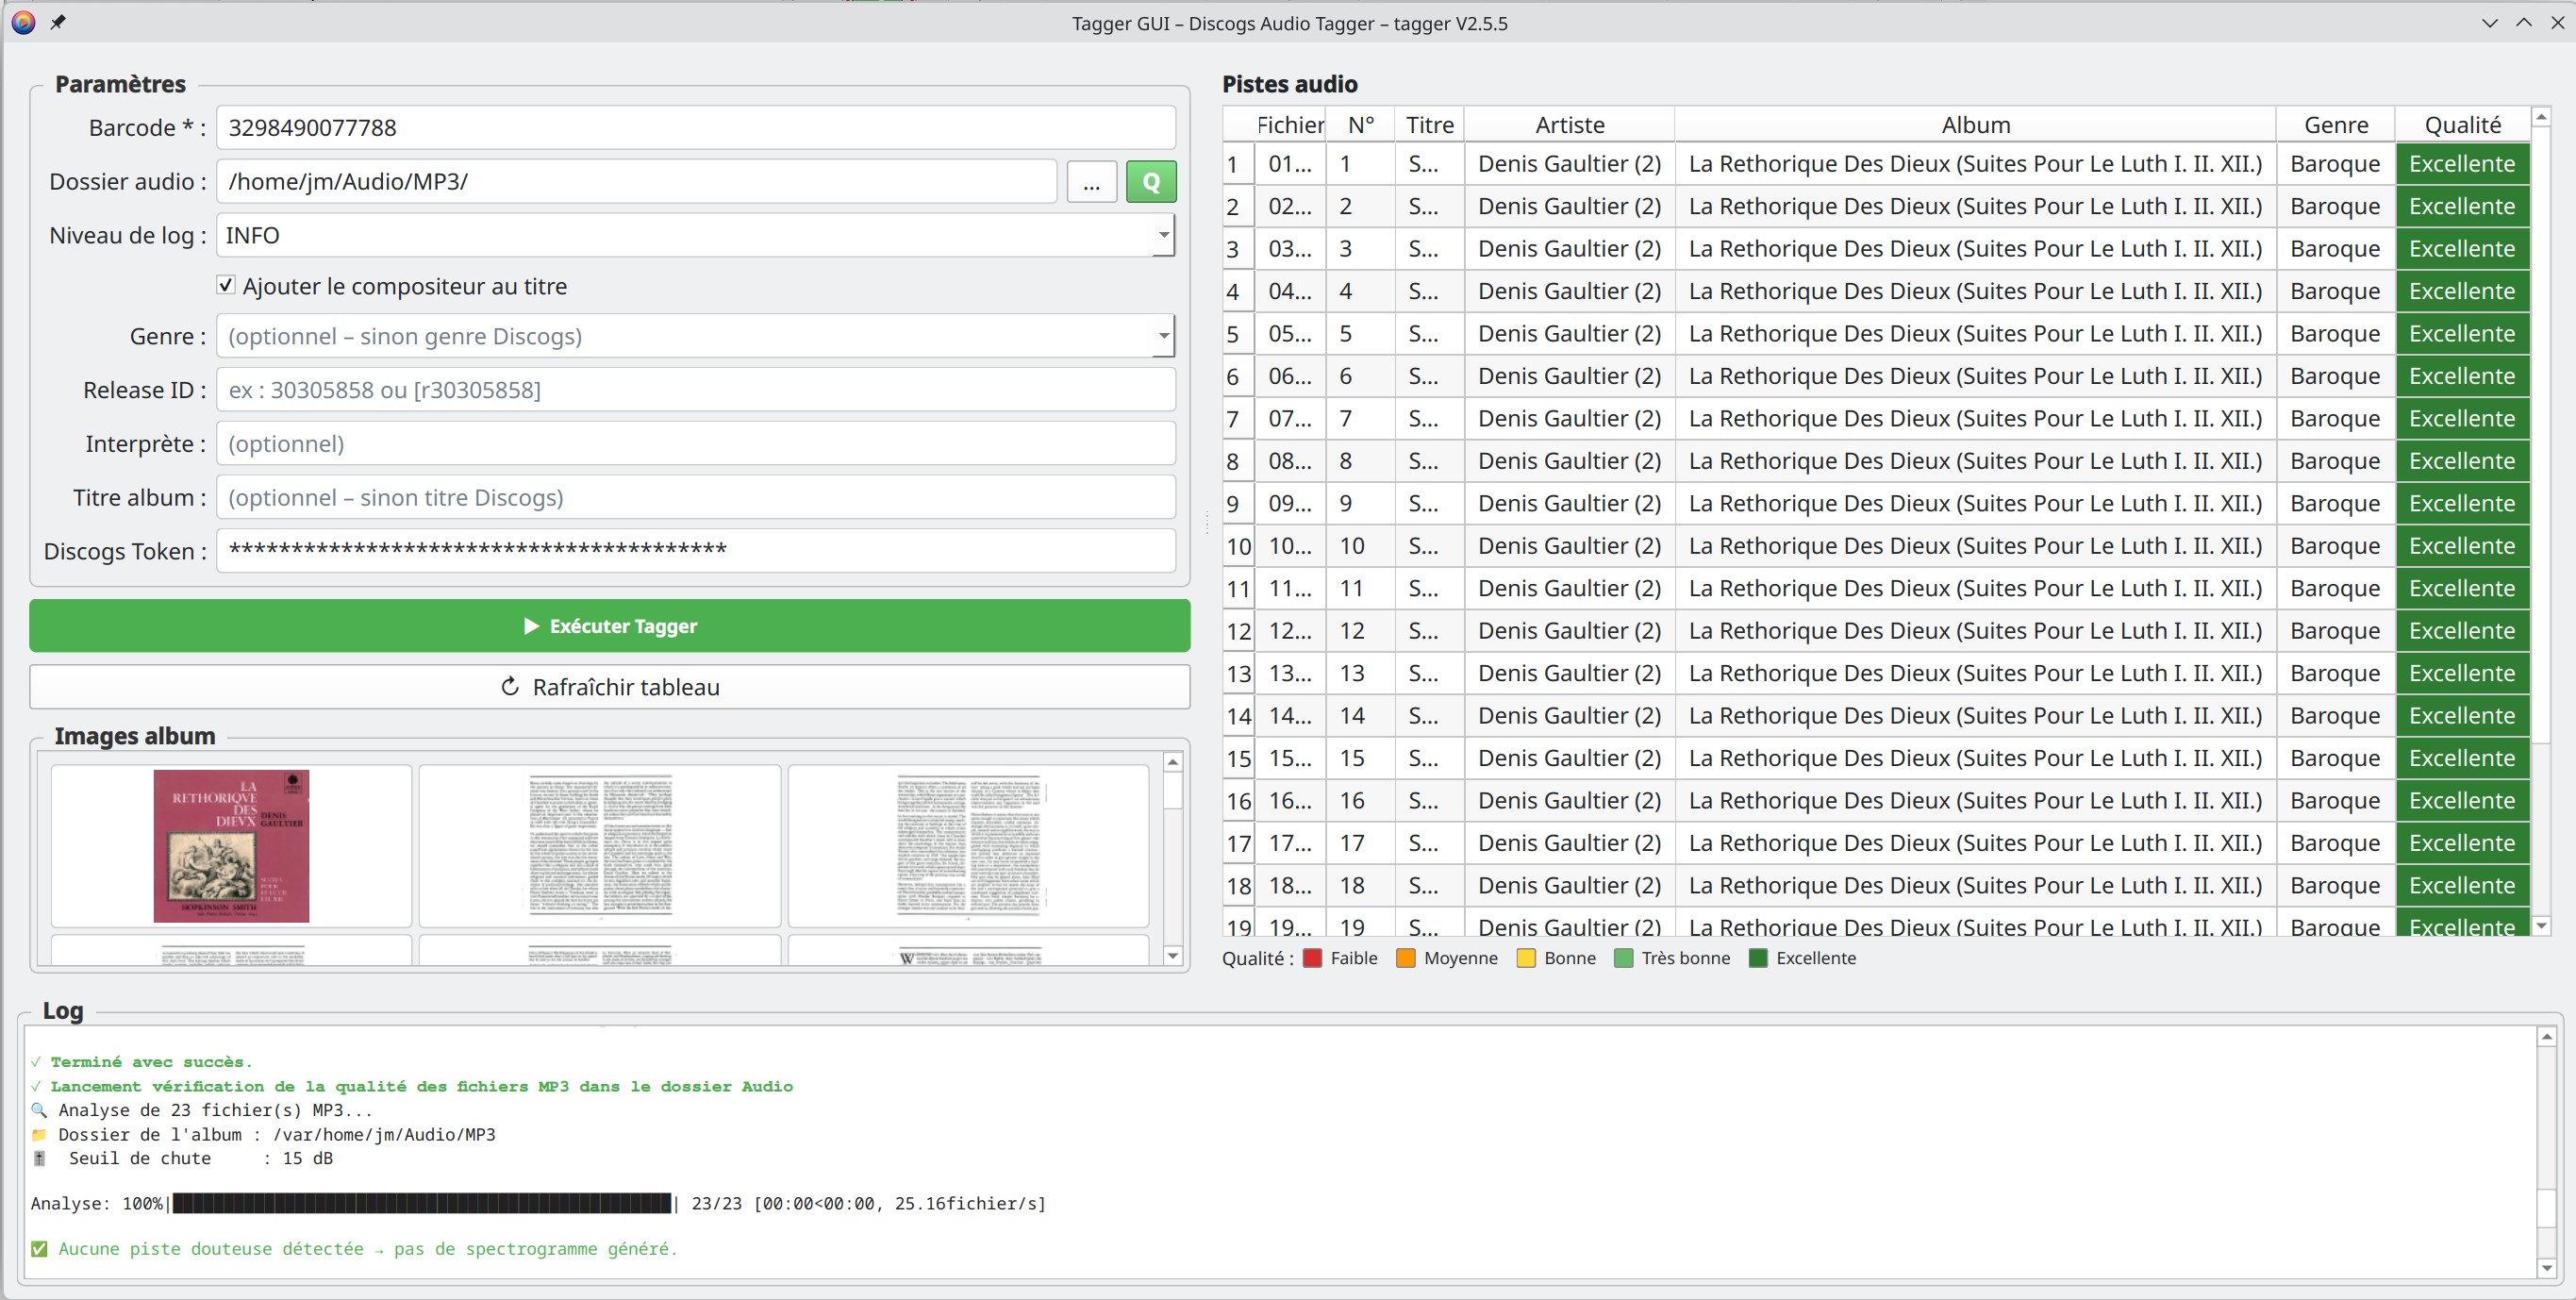 Tagger GUI – Discogs Audio Tagger – tagger V2.5.5
Paramètres
Barcode * : 3298490077788
Dossier audio : /home/jm/Audio/MP3/ ... Q
Niveau de log : INFO
Ajouter le compositeur au titre
Genre : (optionnel – sinon genre Discogs)
Release ID : ex : 30305858 ou [r30305858]
Interprète : (optionnel)
Titre album : (optionnel – sinon titre Discogs)
Discogs Token : ****************************************
Exécuter Tagger
Rafraîchir tableau
Images album
LA
RETHORIQVE
DES
DIEVX
DENIS
GAULTIER
SUITES
POUR
LE LUTH
HOPKINSON SMITH
Pistes audio
Fichier N° Titre Artiste Album Genre Qualité
1 01... 1 S... Denis Gaultier (2) La Rethorique Des Dieux (Suites Pour Le Luth I. II. XII.) Baroque Excellente
2 02... 2 S... Denis Gaultier (2) La Rethorique Des Dieux (Suites Pour Le Luth I. II. XII.) Baroque Excellente
3 03... 3 S... Denis Gaultier (2) La Rethorique Des Dieux (Suites Pour Le Luth I. II. XII.) Baroque Excellente
4 04... 4 S... Denis Gaultier (2) La Rethorique Des Dieux (Suites Pour Le Luth I. II. XII.) Baroque Excellente
5 05... 5 S... Denis Gaultier (2) La Rethorique Des Dieux (Suites Pour Le Luth I. II. XII.) Baroque Excellente
6 06... 6 S... Denis Gaultier (2) La Rethorique Des Dieux (Suites Pour Le Luth I. II. XII.) Baroque Excellente
7 07... 7 S... Denis Gaultier (2) La Rethorique Des Dieux (Suites Pour Le Luth I. II. XII.) Baroque Excellente
8 08... 8 S... Denis Gaultier (2) La Rethorique Des Dieux (Suites Pour Le Luth I. II. XII.) Baroque Excellente
9 09... 9 S... Denis Gaultier (2) La Rethorique Des Dieux (Suites Pour Le Luth I. II. XII.) Baroque Excellente
10 10... 10 S... Denis Gaultier (2) La Rethorique Des Dieux (Suites Pour Le Luth I. II. XII.) Baroque Excellente
11 11... 11 S... Denis Gaultier (2) La Rethorique Des Dieux (Suites Pour Le Luth I. II. XII.) Baroque Excellente
12 12... 12 S... Denis Gaultier (2) La Rethorique Des Dieux (Suites Pour Le Luth I. II. XII.) Baroque Excellente
13 13... 13 S... Denis Gaultier (2) La Rethorique Des Dieux (Suites Pour Le Luth I. II. XII.) Baroque Excellente
14 14... 14 S... Denis Gaultier (2) La Rethorique Des Dieux (Suites Pour Le Luth I. II. XII.) Baroque Excellente
15 15... 15 S... Denis Gaultier (2) La Rethorique Des Dieux (Suites Pour Le Luth I. II. XII.) Baroque Excellente
16 16... 16 S... Denis Gaultier (2) La Rethorique Des Dieux (Suites Pour Le Luth I. II. XII.) Baroque Excellente
17 17... 17 S... Denis Gaultier (2) La Rethorique Des Dieux (Suites Pour Le Luth I. II. XII.) Baroque Excellente
18 18... 18 S... Denis Gaultier (2) La Rethorique Des Dieux (Suites Pour Le Luth I. II. XII.) Baroque Excellente
19 19... 19 S... Denis Gaultier (2) La Rethorique Des Dieux (Suites Pour Le Luth I. II. XII.) Baroque Excellente
Qualité : Faible Moyenne Bonne Très bonne Excellente
Log
✓ Terminé avec succès.
✓ Lancement vérification de la qualité des fichiers MP3 dans le dossier Audio
Analyse de 23 fichier(s) MP3...
Dossier de l'album : /var/home/jm/Audio/MP3
Seuil de chute : 15 dB
Analyse: 100%| | 23/23 [00:00<00:00, 25.16fichier/s]
Aucune piste douteuse détectée → pas de spectrogramme généré.